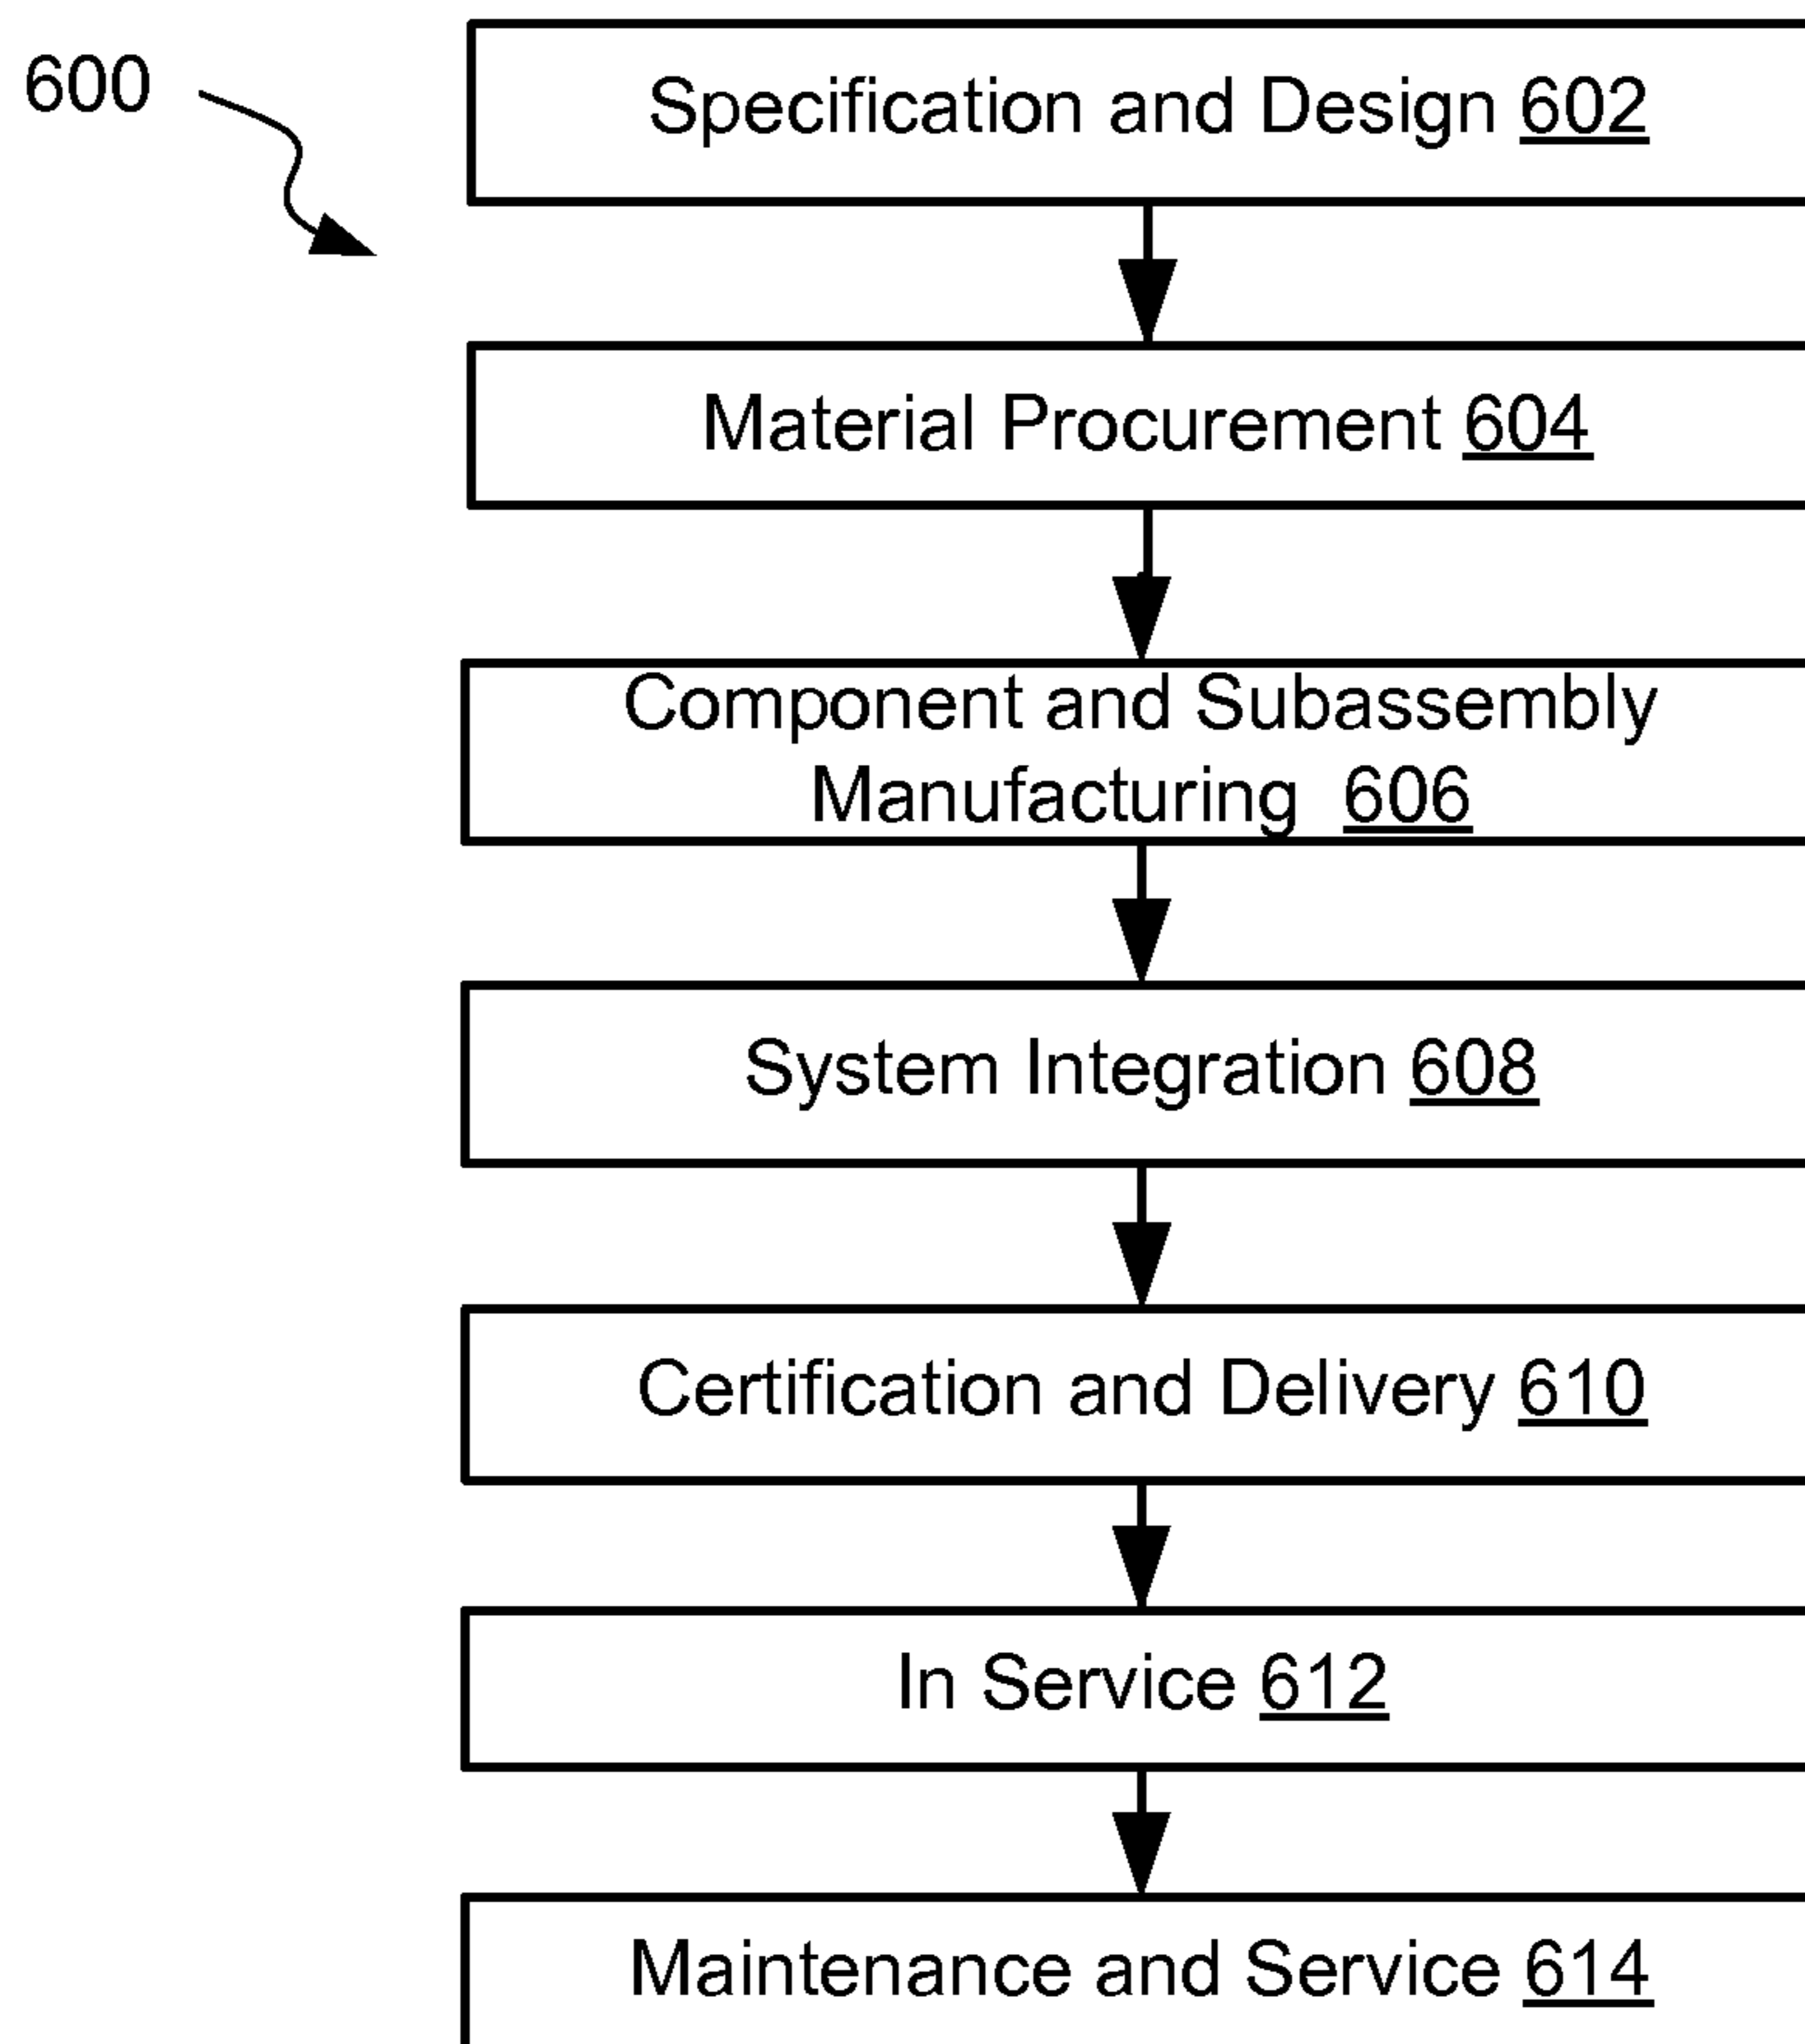 600
Specification and Design 602
Material Procurement 604
Component and Subassembly
Manufacturing 606
System Integration 608
Certification and Delivery 610
In Service 612
Maintenance and Service 614